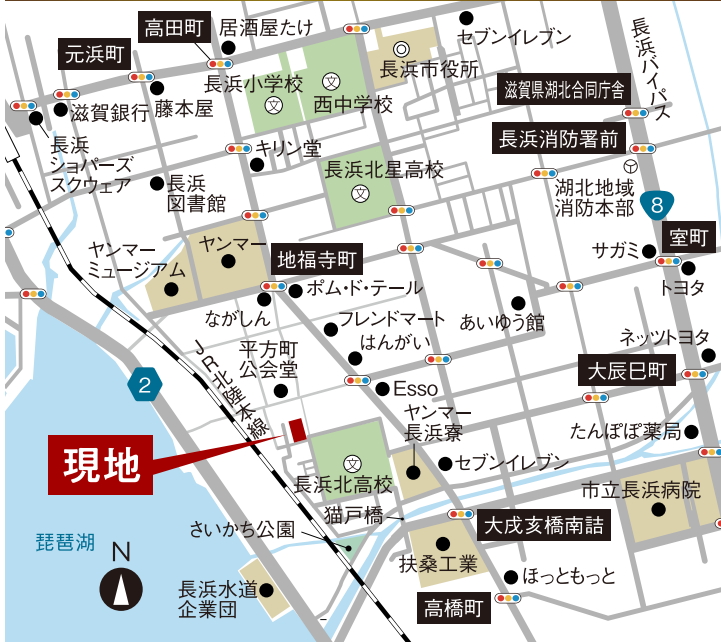 高田町
居酒屋たけ
セブンイレブン
元浜町
長浜市役所
長浜小学校
文
西中学校
文
滋賀県湖北合同庁舎
長浜バイパス
滋賀銀行
藤本屋
長浜
ショパーズ
スクウェア
キリン堂
長浜消防署前
長浜北星高校
文
湖北地域
消防本部
長浜
図書館
8
ヤンマー
ミュージアム
ヤンマー
地福寺町
サガミ
室町
トヨタ
ポム・ド・テール
ながしん
フレンドマート
はんがい
あいゆう館
ネッツトヨタ
JR北陸本線
平方町
公会堂
2
Esso
大辰巳町
ヤンマー
長浜寮
たんぽぽ薬局
現地
文
長浜北高校
セブンイレブン
市立長浜病院
猫戸橋
さいかち公園
大戌亥橋南詰
琵琶湖
N
扶桑工業
ほっともっと
長浜水道
企業団
高橋町